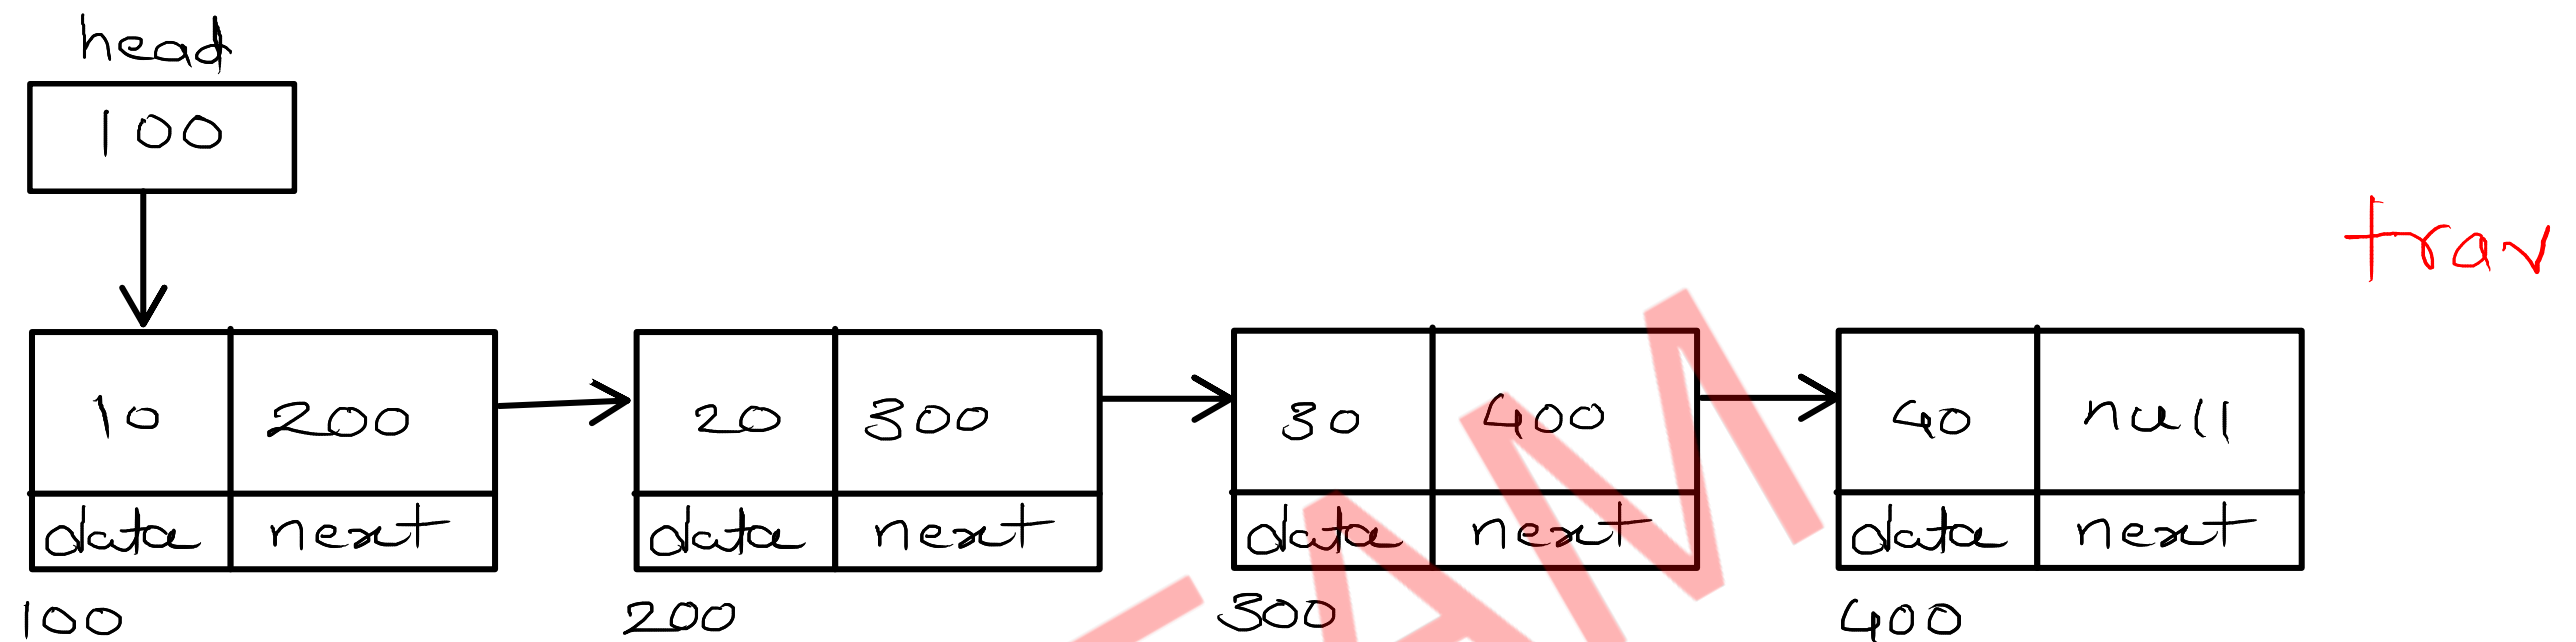 head
100
trav
10 200 20 300 30 400 40 null
data next data next data next data next
100 200 300 400